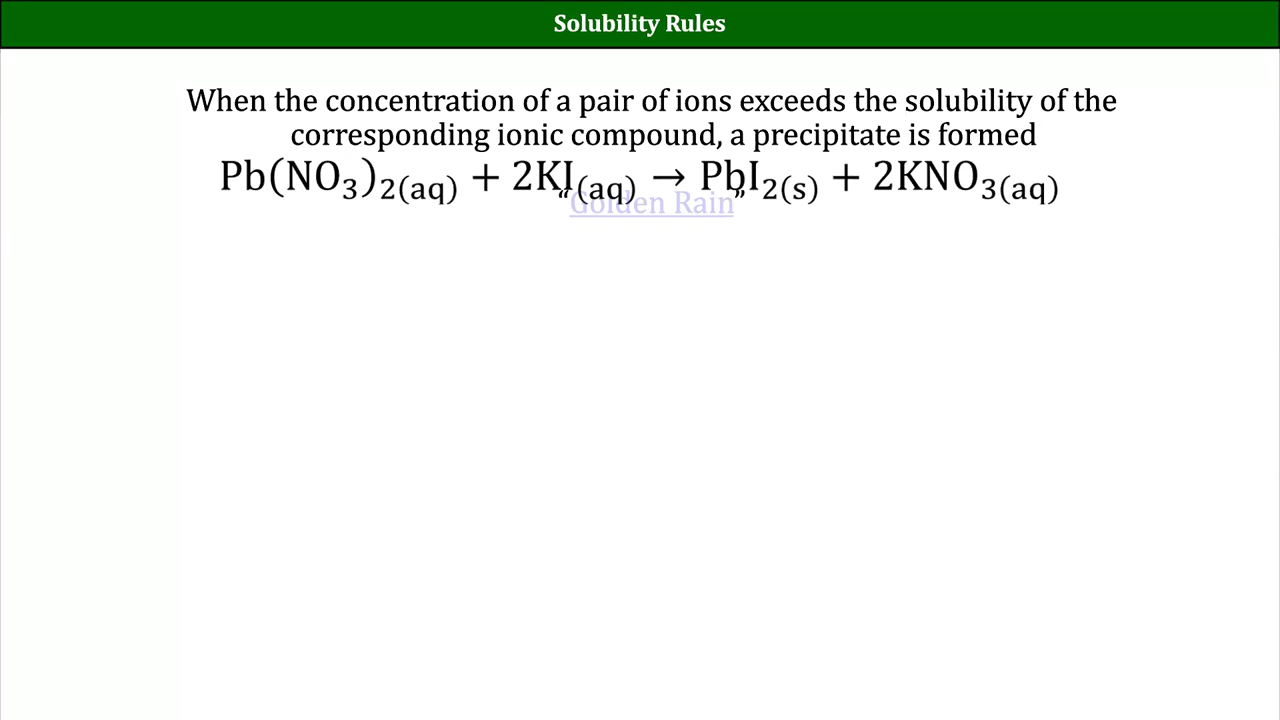 Solubility Rules
When the concentration of a pair of ions exceeds the solubility of the
corresponding ionic compound, a precipitate is formed
Pb(NO₃)₂(aq) + 2KI(aq) → PbI₂(s) + 2KNO₃(aq)
“Golden Rain”